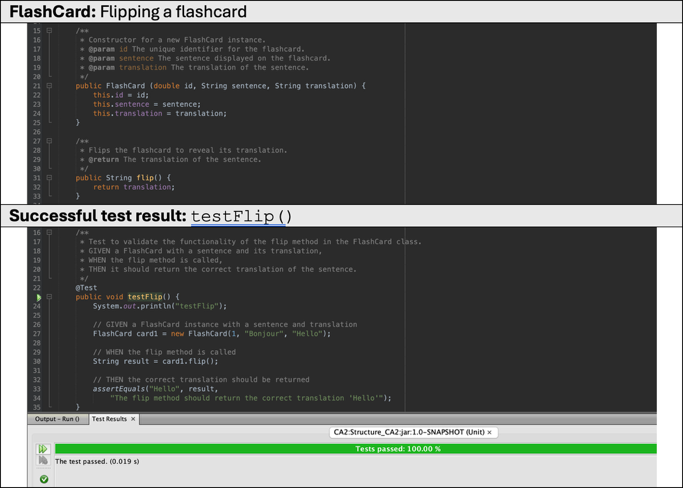 FlashCard: Flipping a flashcard
15 /**
16 * Constructor for a new FlashCard instance.
17 * @param id The unique identifier for the flashcard.
18 * @param sentence The sentence displayed on the flashcard.
19 * @param translation The translation of the sentence.
20 */
21 public FlashCard (double id, String sentence, String translation) {
22 this.id = id;
23 this.sentence = sentence;
24 this.translation = translation;
25 }
26
27 /**
28 * Flips the flashcard to reveal its translation.
29 * @return The translation of the sentence.
30 */
31 public String flip() {
32 return translation;
33 }
Successful test result: testFlip()
16 /**
17 * Test to validate the functionality of the flip method in the FlashCard class.
18 * GIVEN a FlashCard with a sentence and its translation,
19 * WHEN the flip method is called,
20 * THEN it should return the correct translation of the sentence.
21 */
22 @Test
public void testFlip() {
24 System.out.println("testFlip");
25
26 // GIVEN a FlashCard instance with a sentence and translation
27 FlashCard card1 = new FlashCard(1, "Bonjour", "Hello");
28
29 // WHEN the flip method is called
30 String result = card1.flip();
31
32 // THEN the correct translation should be returned
33 assertEquals("Hello", result,
34 "The flip method should return the correct translation 'Hello'");
35 }
Output - Run () Test Results ×
CA2:Structure_CA2:jar:1.0-SNAPSHOT (Unit) ×
Tests passed: 100.00 %
The test passed. (0.019 s)